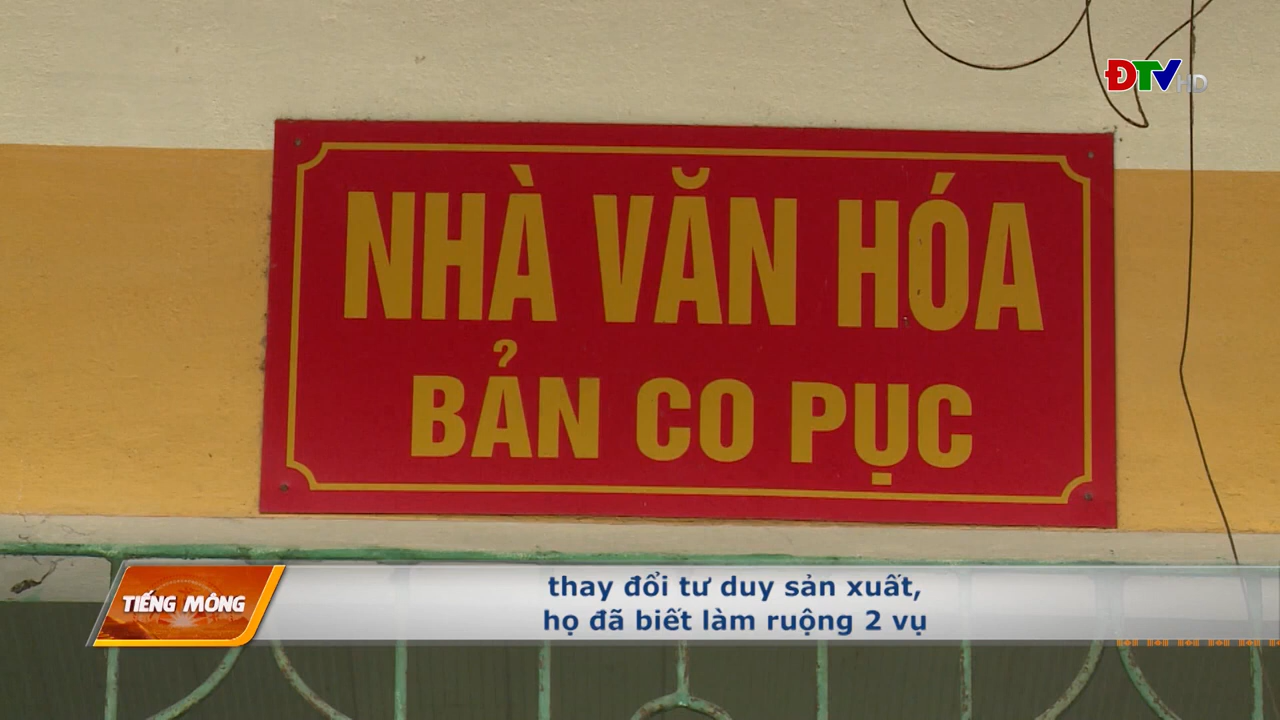 ĐTV HD
NHÀ VĂN HÓA
BẢN CO PỤC
TIẾNG MÔNG
thay đổi tư duy sản xuất,
họ đã biết làm ruộng 2 vụ